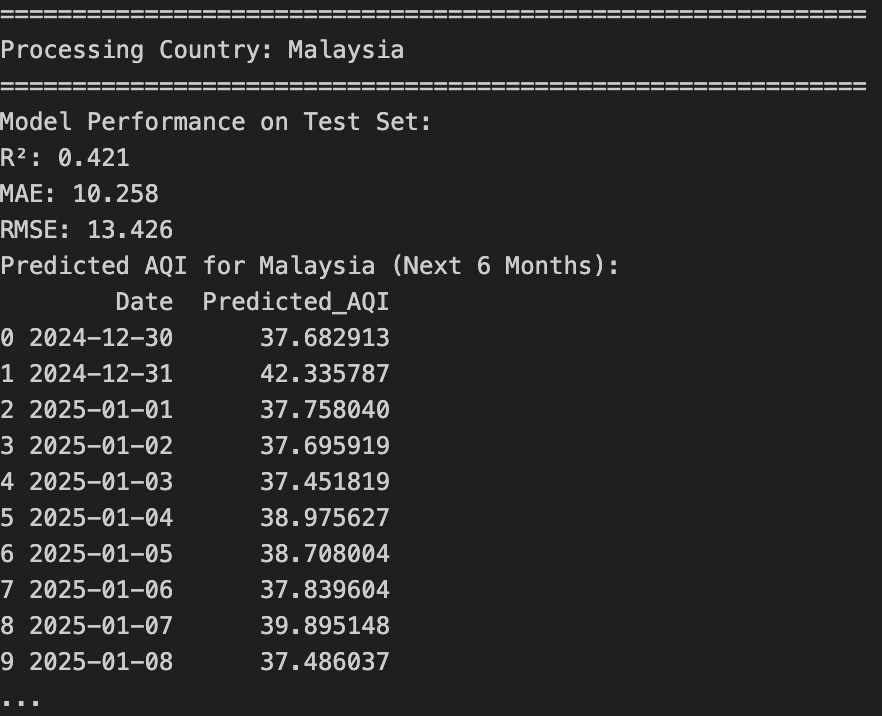 ============================================================
Processing Country: Malaysia
============================================================
Model Performance on Test Set:
R²: 0.421
MAE: 10.258
RMSE: 13.426
Predicted AQI for Malaysia (Next 6 Months):
        Date  Predicted_AQI
0 2024-12-30      37.682913
1 2024-12-31      42.335787
2 2025-01-01      37.758040
3 2025-01-02      37.695919
4 2025-01-03      37.451819
5 2025-01-04      38.975627
6 2025-01-05      38.708004
7 2025-01-06      37.839604
8 2025-01-07      39.895148
9 2025-01-08      37.486037
...